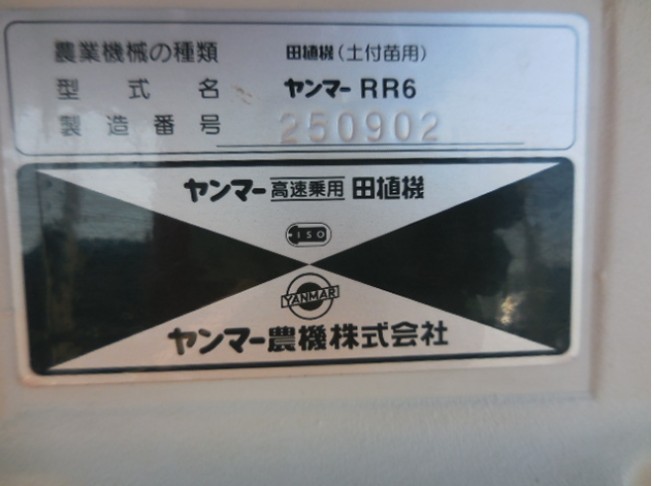 農業機械の種類 田植機(土付苗用)
型式名 ヤンマー RR6
製造番号 250902
ヤンマー高速乗用田植機
ISO
YANMAR
ヤンマー農機株式会社